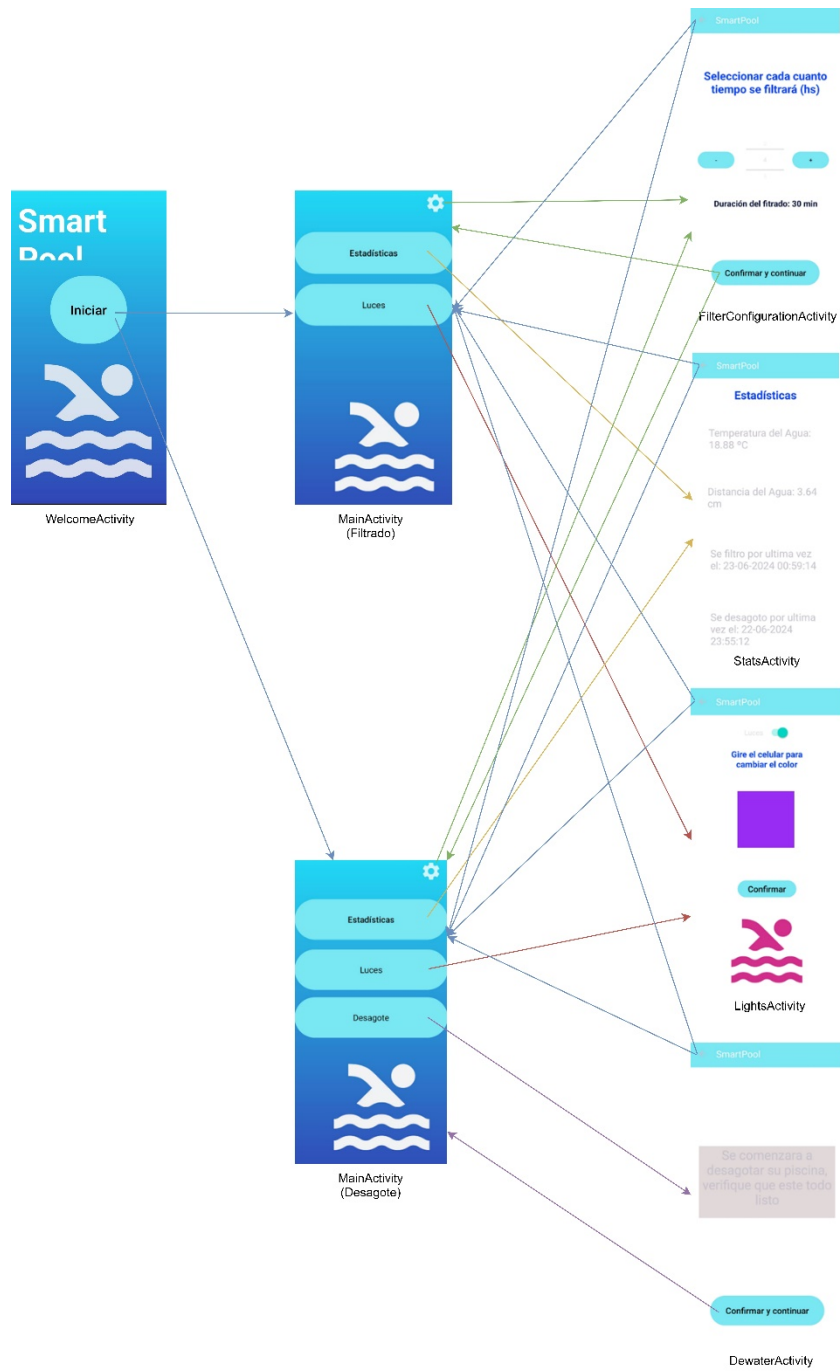 SmartPool
Seleccionar cada cuanto
tiempo se filtrará (hs)
-
+
Duración del fitrado: 30 min
Confirmar y continuar
FilterConfigurationActivity
Smart
Pool
Iniciar
WelcomeActivity
Estadísticas
Luces
MainActivity
(Filtrado)
SmartPool
Estadísticas
Temperatura del Agua:
18.88 ºC
Distancia del Agua: 3.64
cm
Se filtro por ultima vez
el: 23-06-2024 00:59:14
Se desagoto por ultima
vez el: 22-06-2024
23:55:12
StatsActivity
SmartPool
Luces
Gire el celular para
cambiar el color
Confirmar
LightsActivity
Estadísticas
Luces
Desagote
MainActivity
(Desagote)
SmartPool
Se comenzara a
desagotar su piscina,
verifique que este todo
listo
Confirmar y continuar
DewaterActivity